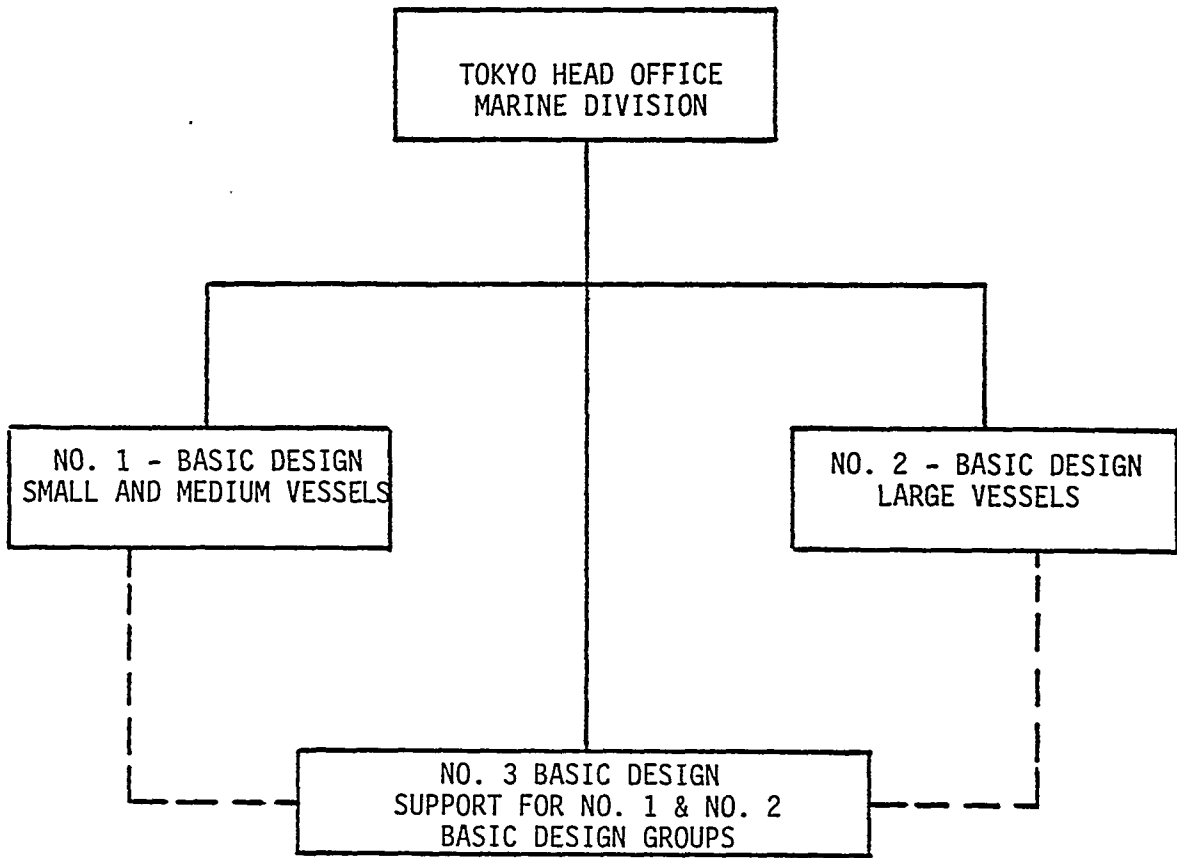 TOKYO HEAD OFFICE
MARINE DIVISION
NO. 1 - BASIC DESIGN
SMALL AND MEDIUM VESSELS
NO. 2 - BASIC DESIGN
LARGE VESSELS
NO. 3 BASIC DESIGN
SUPPORT FOR NO. 1 & NO. 2
BASIC DESIGN GROUPS